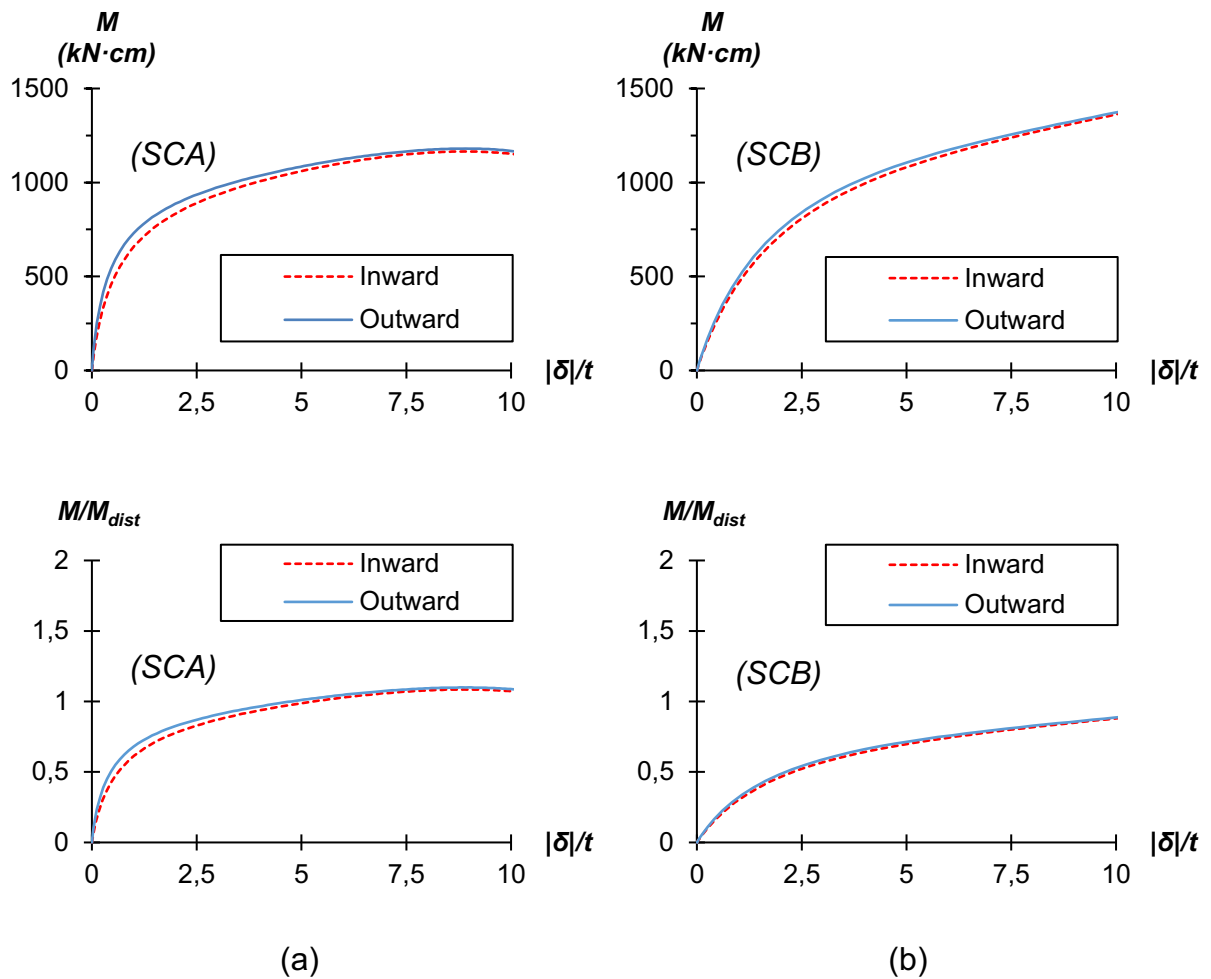 M
(kN·cm)
1500
1000
500
0
(SCA)
Inward
Outward
|δ|/t
0 2,5 5 7,5 10
M
(kN·cm)
1500
1000
500
0
(SCB)
Inward
Outward
|δ|/t
0 2,5 5 7,5 10
M/Mdist
2
1,5
1
0,5
0
Inward
Outward
(SCA)
|δ|/t
0 2,5 5 7,5 10
M/Mdist
2
1,5
1
0,5
0
Inward
Outward
(SCB)
|δ|/t
0 2,5 5 7,5 10
(a)
(b)